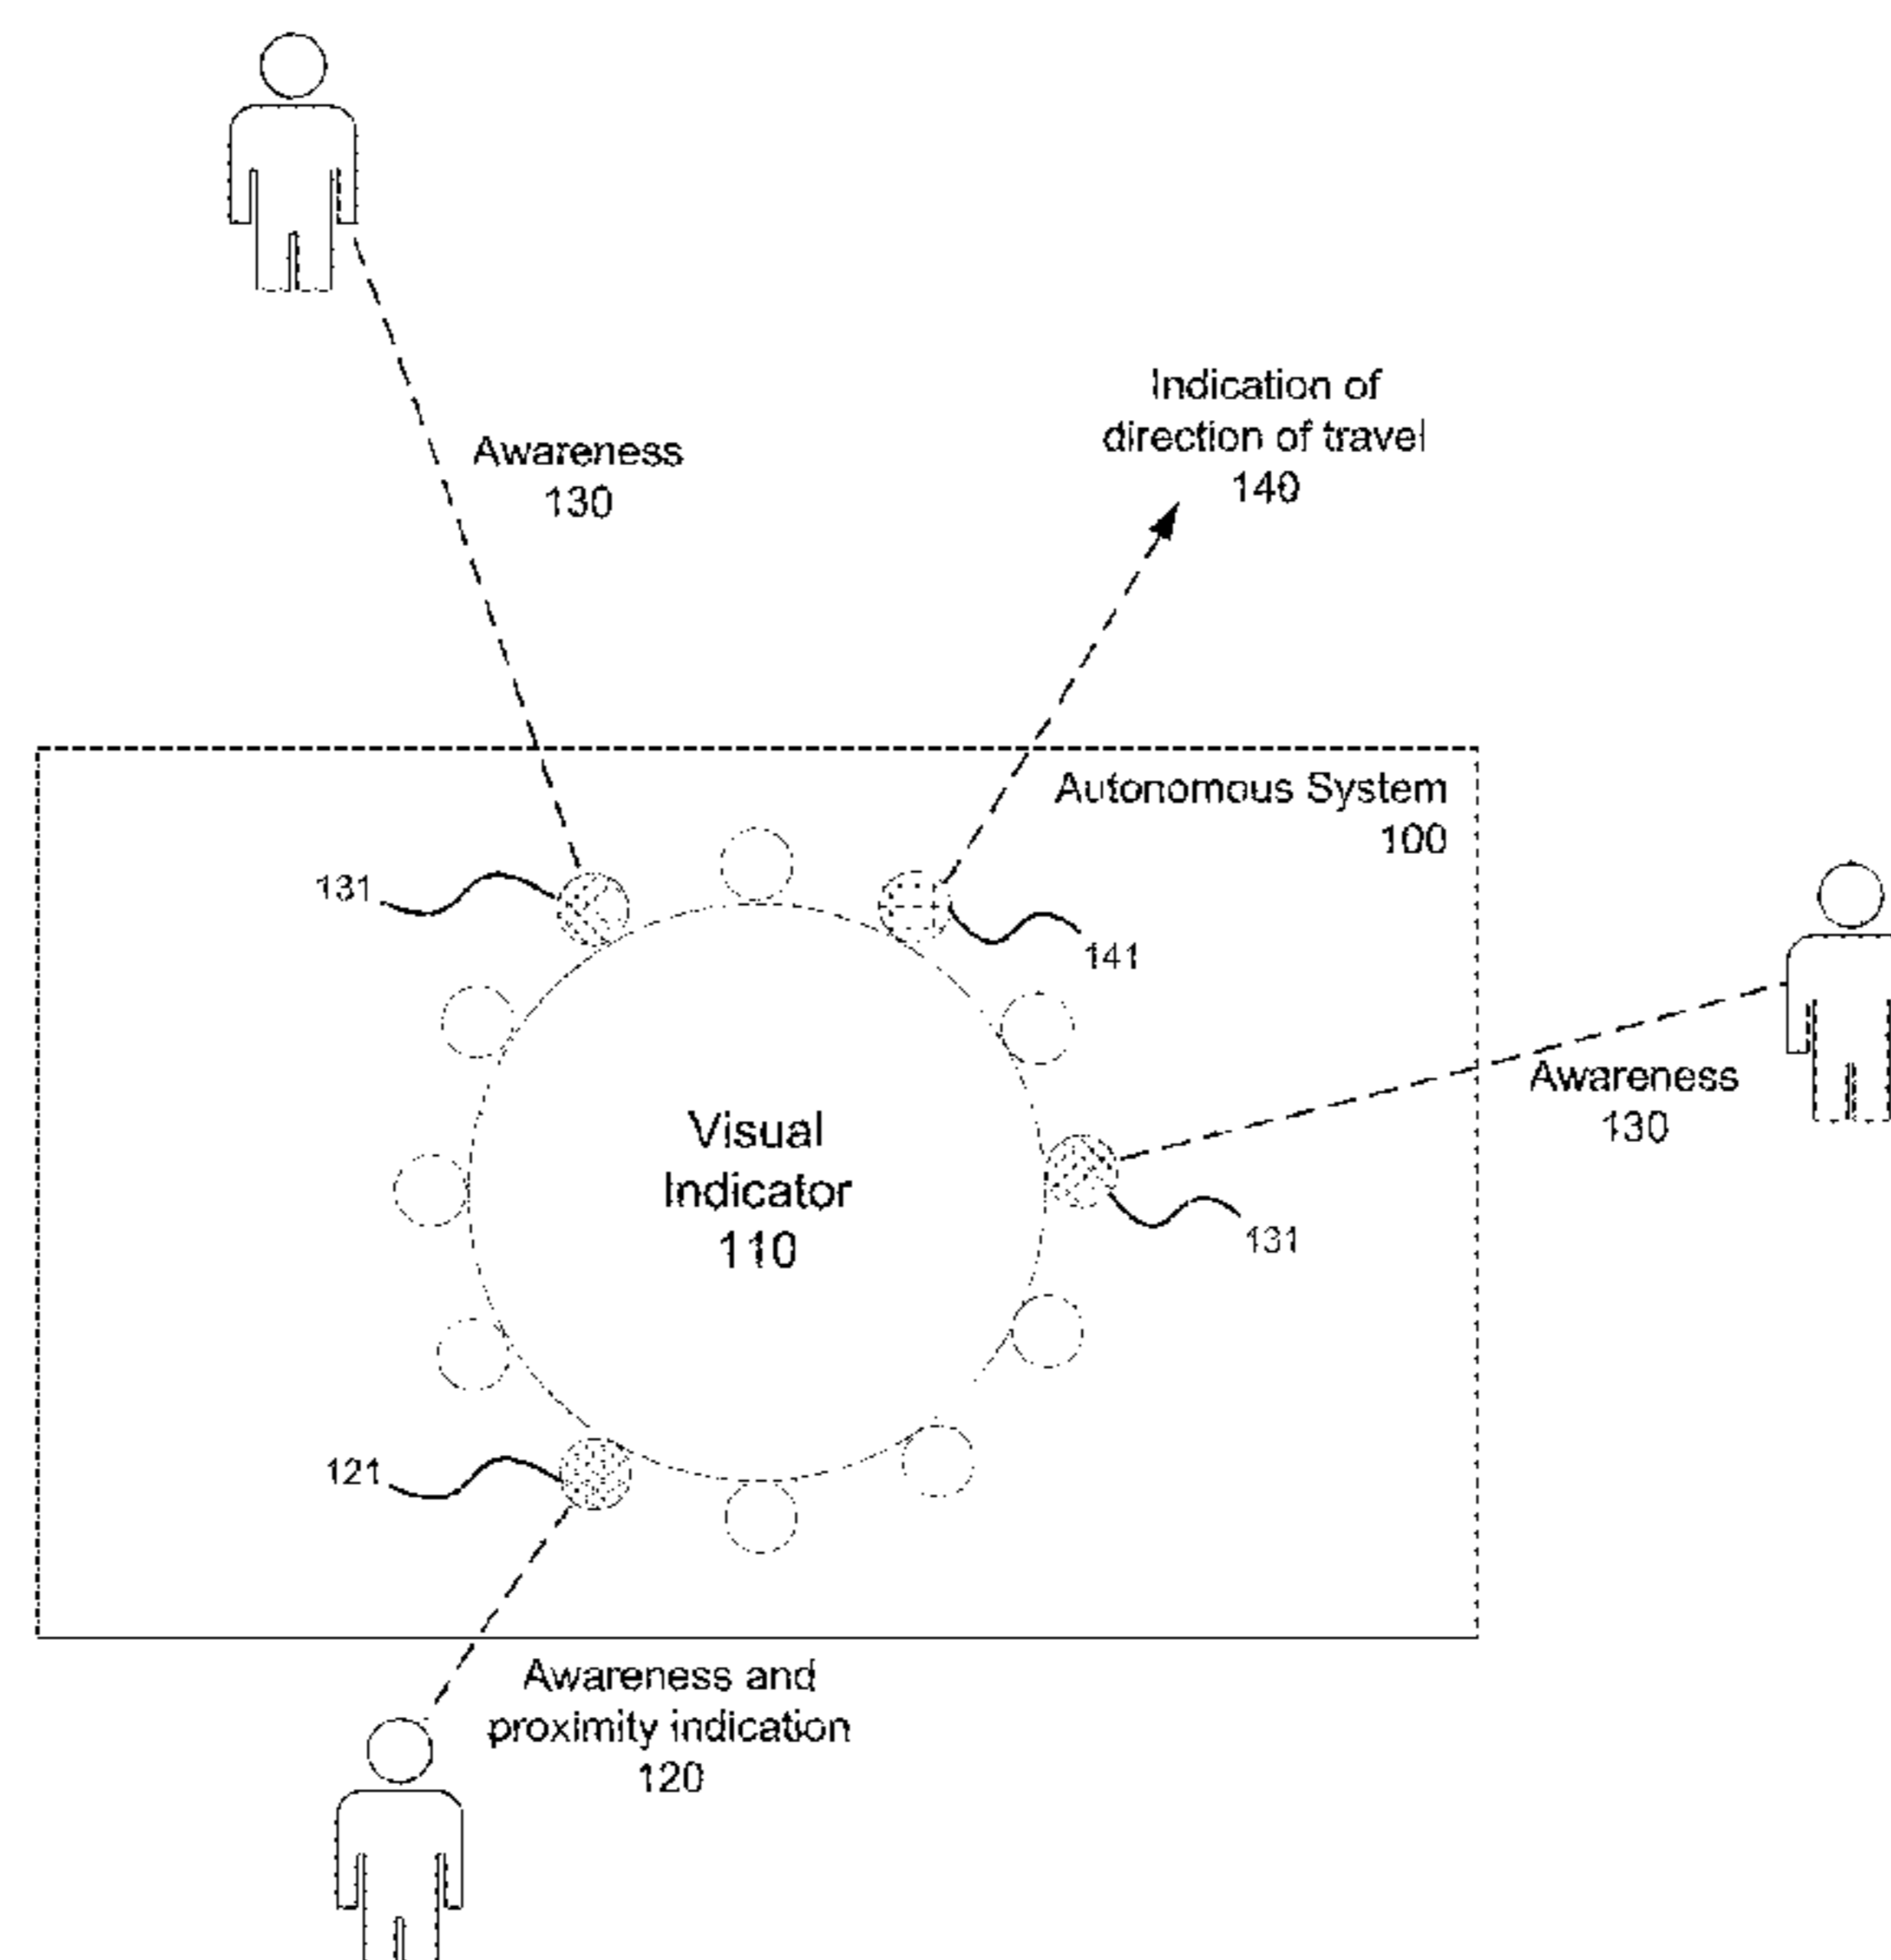 Awareness
130
Indication of
direction of travel
140
Autonomous System
100
131
141
Awareness
130
Visual
Indicator
110
131
121
Awareness and
proximity indication
120